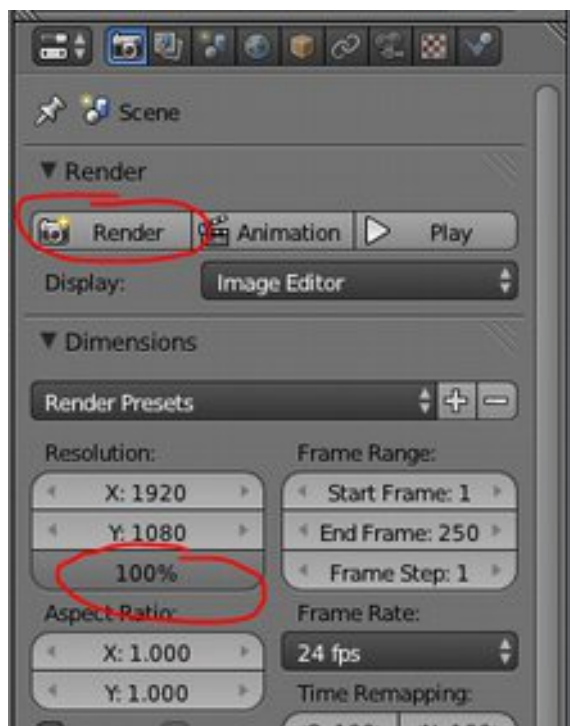 Scene
Render
Render Animation Play
Display: Image Editor
Dimensions
Render Presets
Resolution: Frame Range:
X: 1920 Start Frame: 1
Y: 1080 End Frame: 250
100% Frame Step: 1
Aspect Ratio: Frame Rate:
X: 1.000 24 fps
Y: 1.000 Time Remapping: